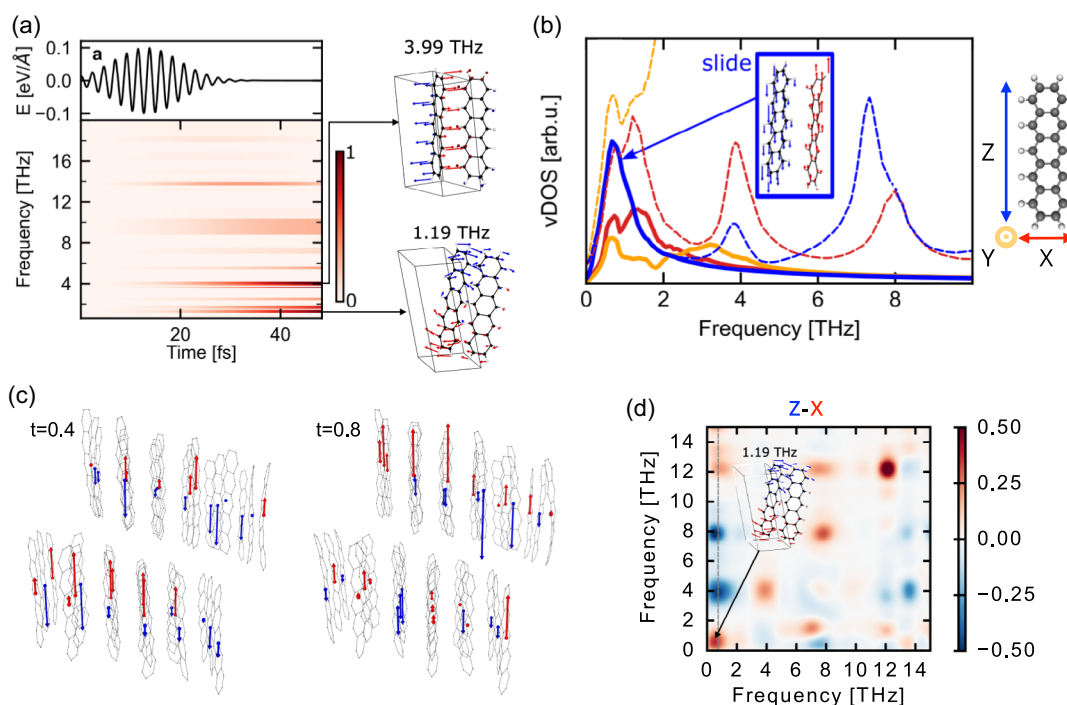 (a)
a
E [eV/Å]
0.1
0.0
−0.1
Frequency [THz]
16
12
8
4
20
40
Time [fs]
1
0
3.99 THz
1.19 THz
(b)
vDOS [arb.u.]
slide
0
2
4
6
8
Frequency [THz]
Z
Y
X
(c)
t=0.4
t=0.8
(d)
Z-X
Frequency [THz]
14
12
10
8
6
4
2
0
1.19 THz
0 2 4 6 8 10 12 14
Frequency [THz]
0.50
0.25
0.00
−0.25
−0.50